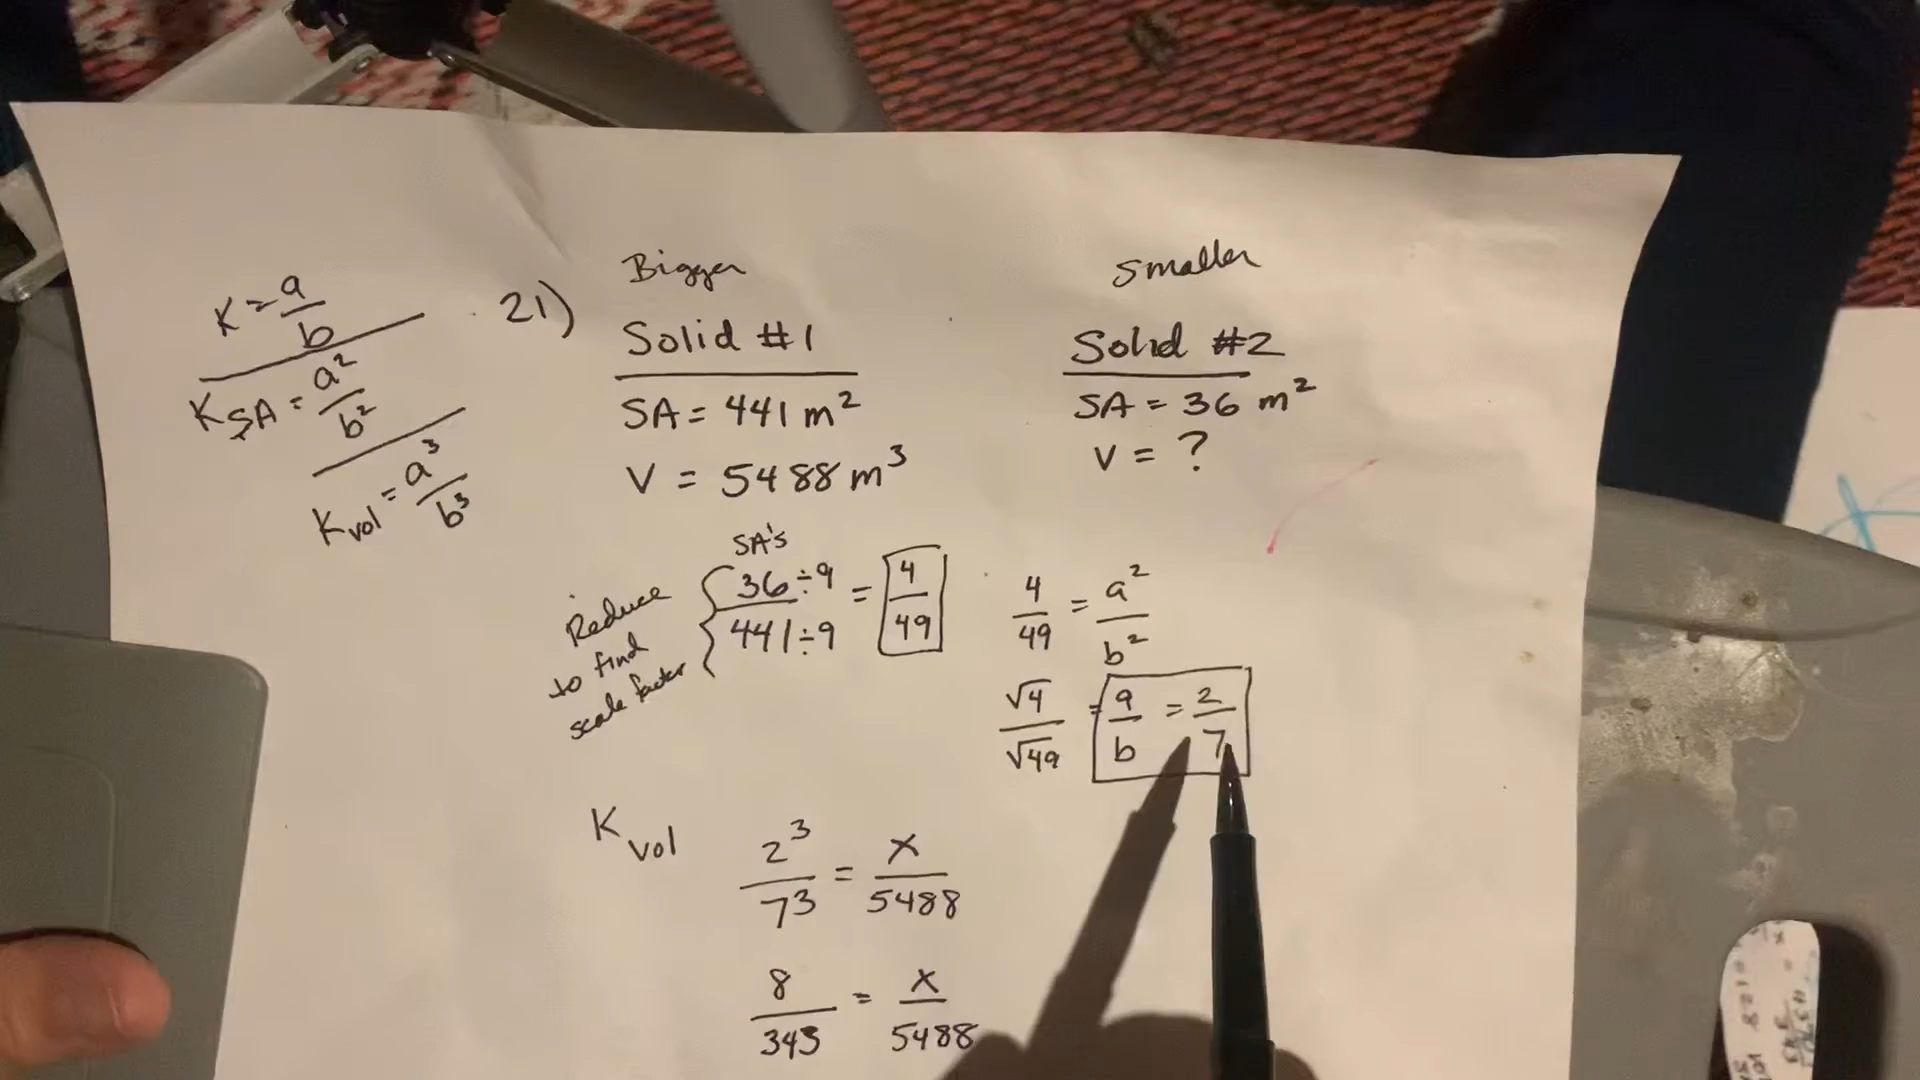 K = a/b
K SA = a²/b²
K vol = a³/b³
21)
Bigger
Solid #1
SA = 441 m²
V = 5488 m³
Smaller
Solid #2
SA = 36 m²
V = ?
Reduce
to find
scale factor
SA's
36 ÷ 9 / 441 ÷ 9 = 4/49
4/49 = a²/b²
√4/√49 = a/b = 2/7
K vol
2³/7³ = x/5488
8/343 = x/5488